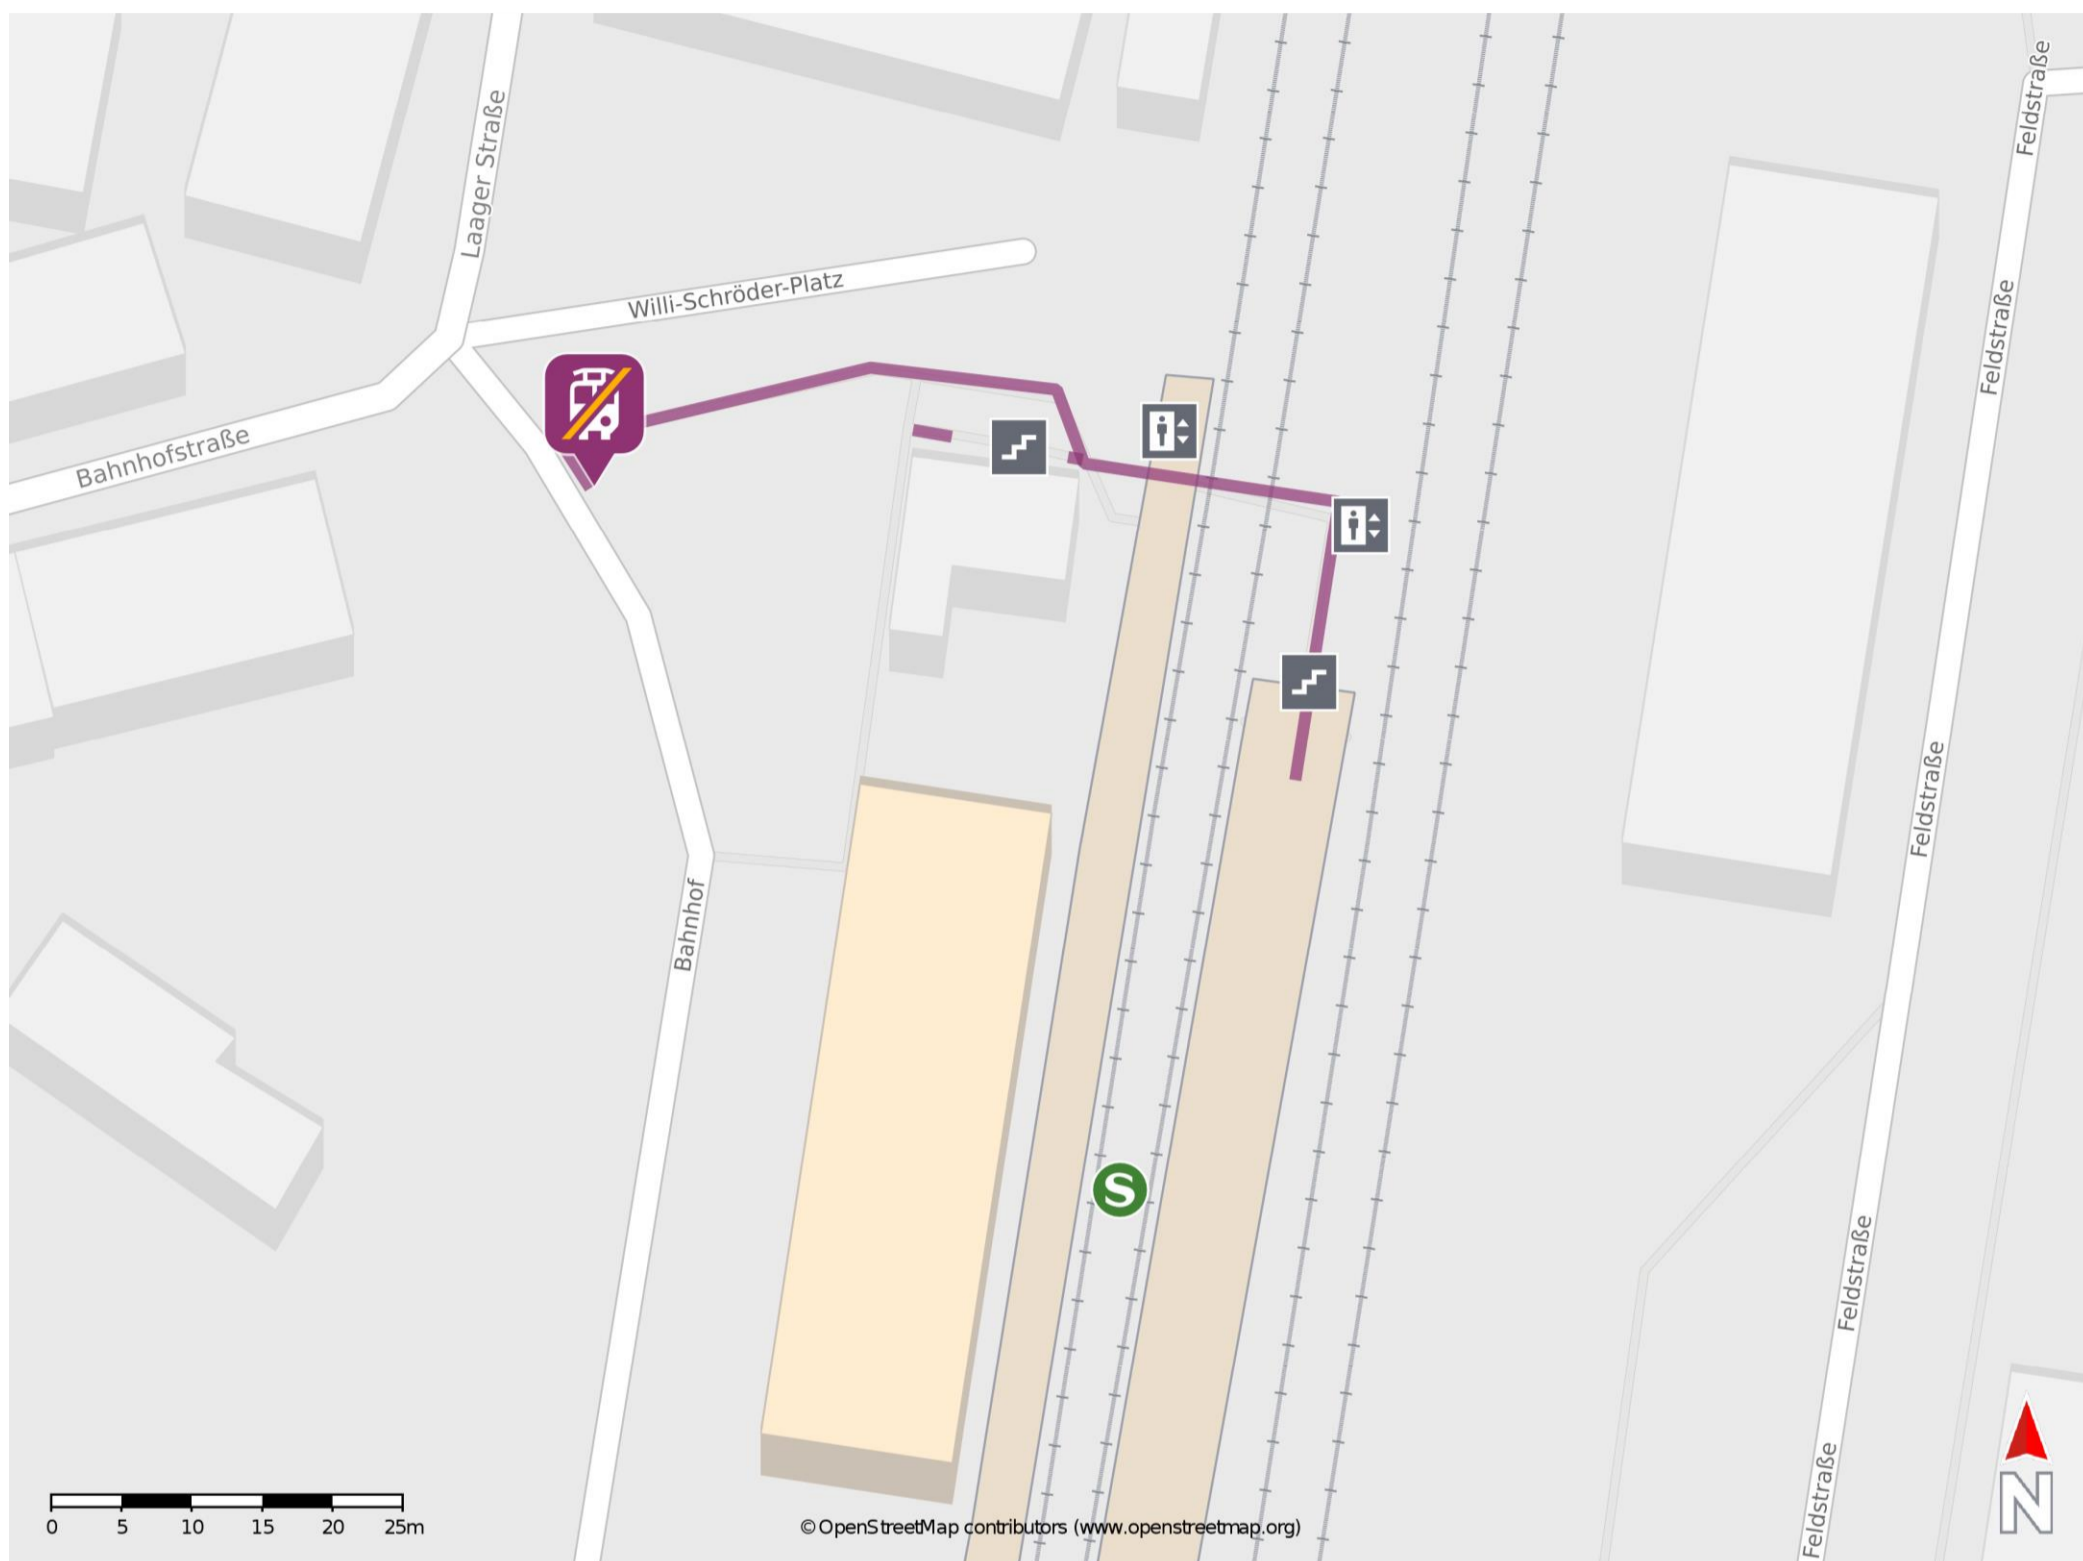 Feldstraße
Laager Straße
Willi-Schröder-Platz
Feldstraße
Bahnhofstraße
Feldstraße
Bahnhof
S
Feldstraße
Feldstraße
N
0 5 10 15 20 25m
© OpenStreetMap contributors (www.openstreetmap.org)